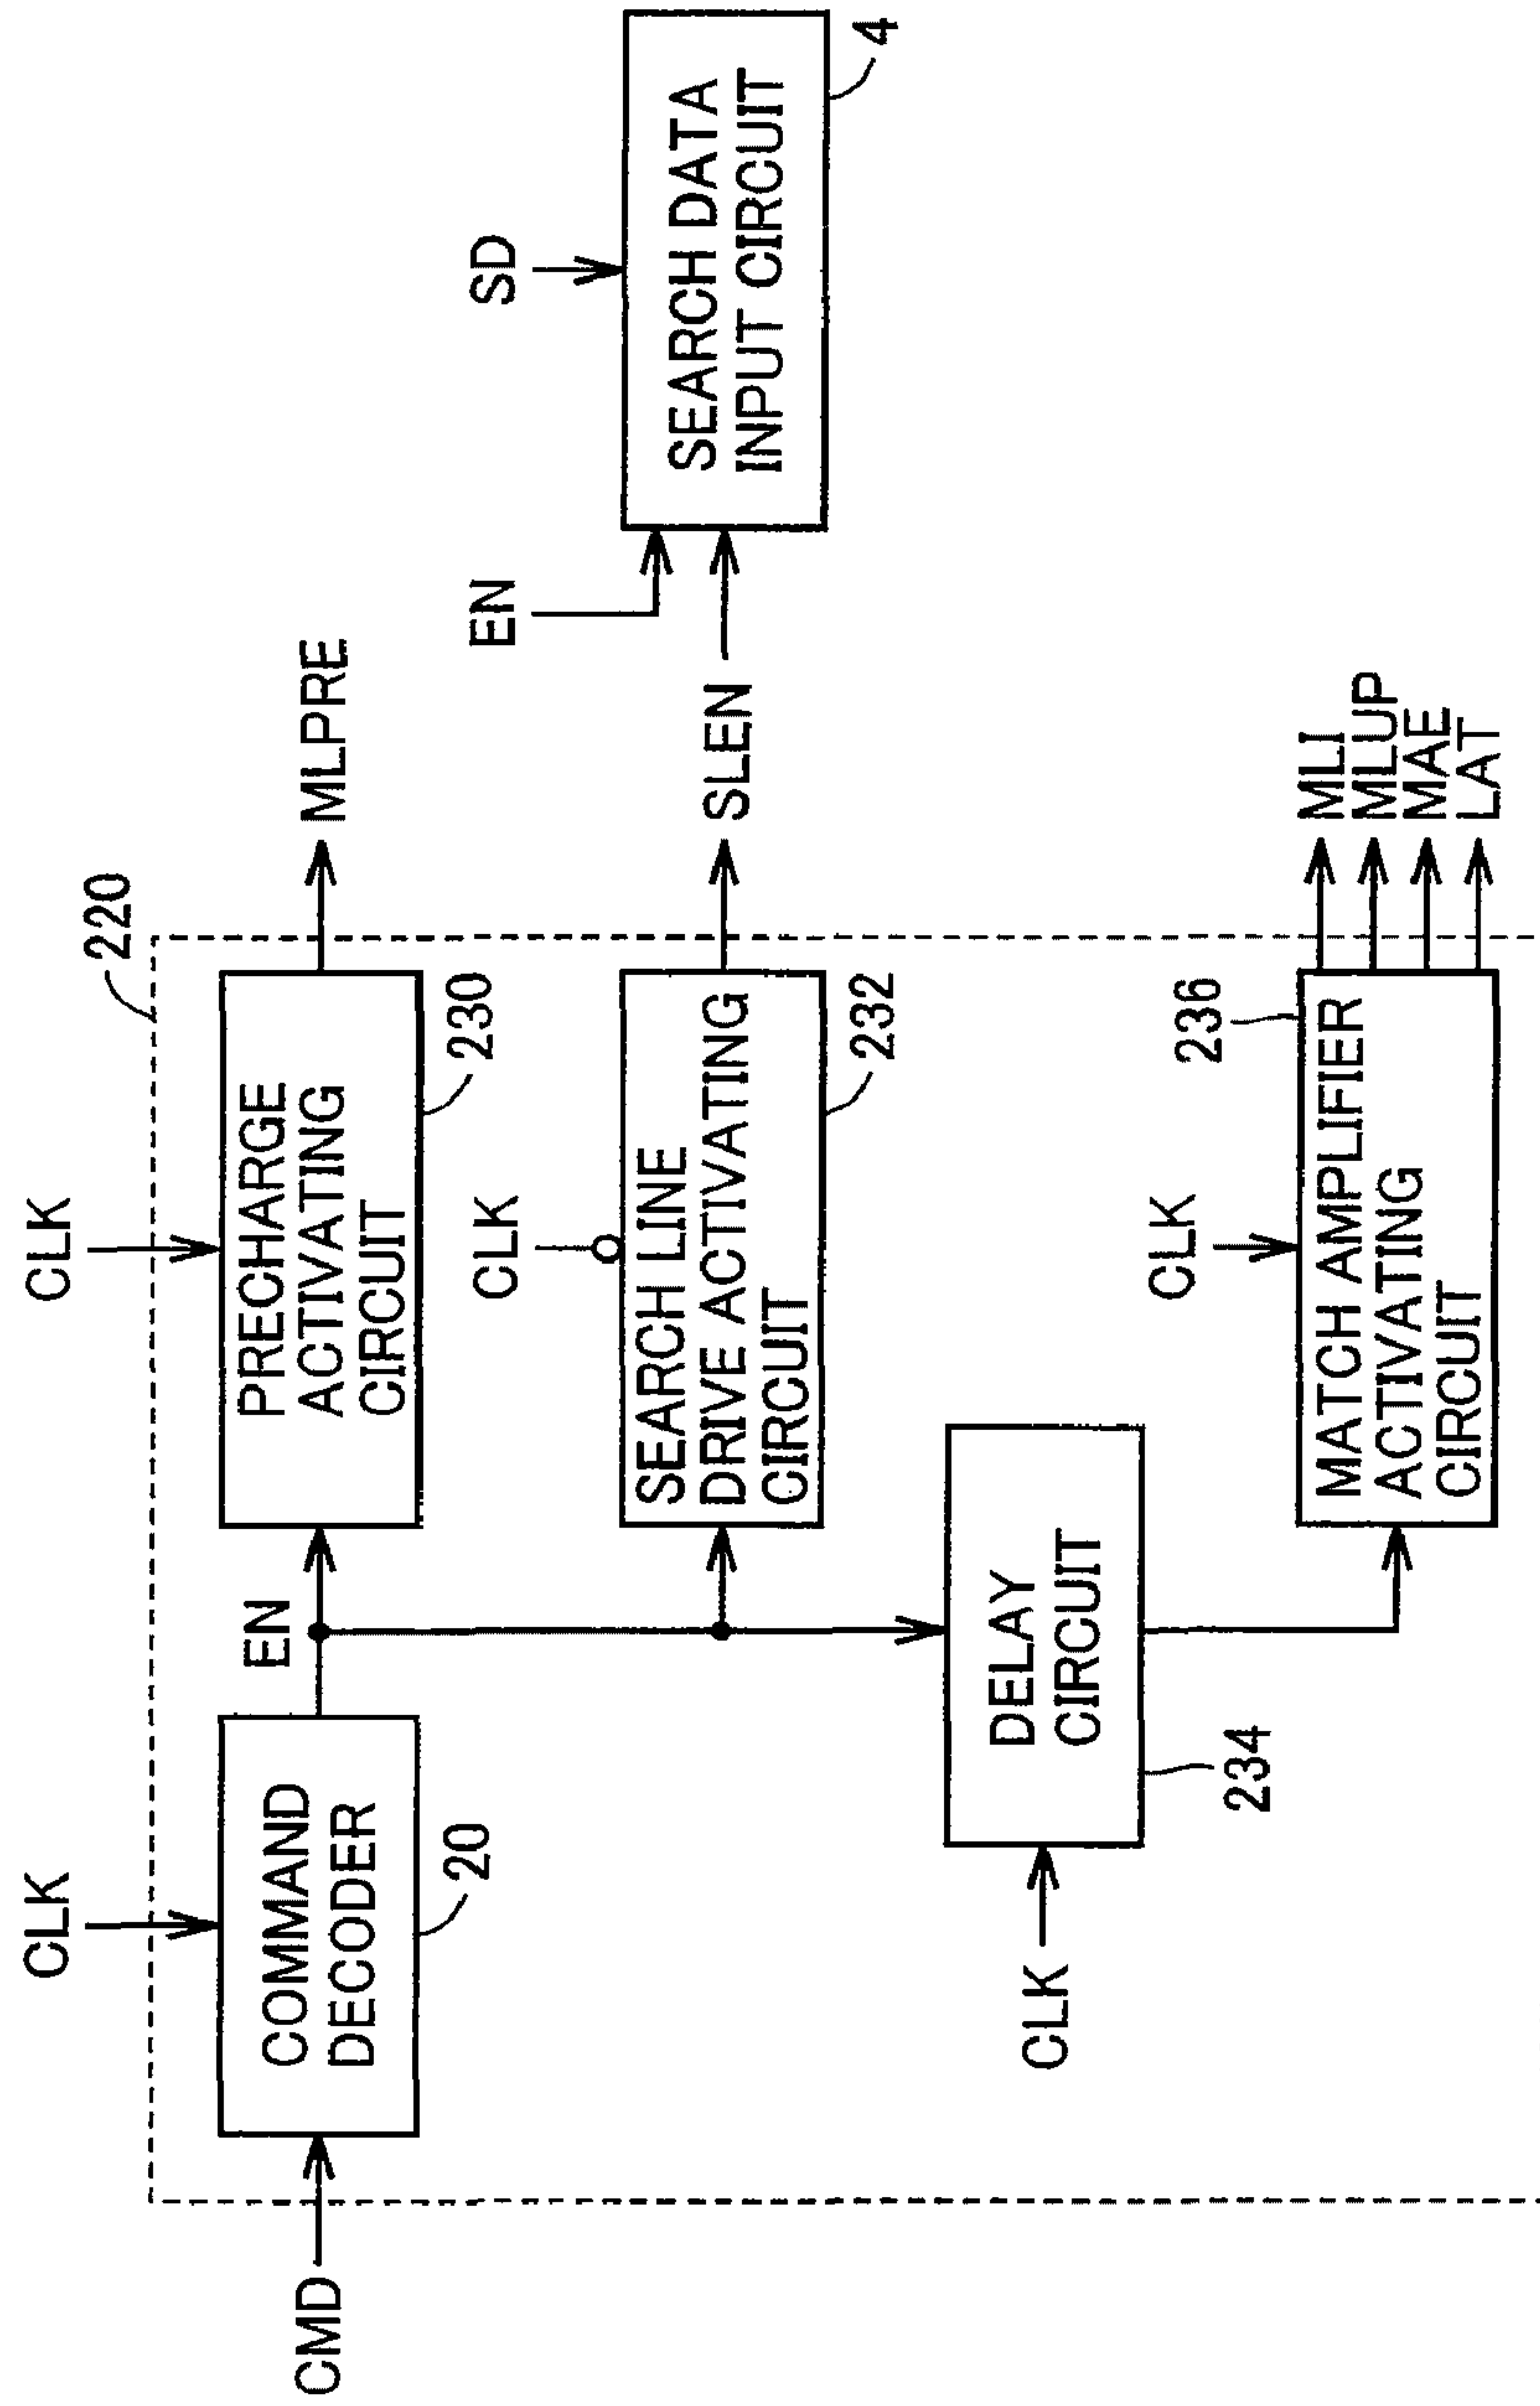 CLK
CLK
220
CMD
COMMAND
DECODER
20
EN
PRECHARGE
ACTIVATING
CIRCUIT
230
MLPRE
CLK
SEARCH LINE
DRIVE ACTIVATING
CIRCUIT
232
SLEN
EN
SD
SEARCH DATA
INPUT CIRCUIT
4
CLK
DELAY
CIRCUIT
234
CLK
236
MATCH AMPLIFIER
ACTIVATING
CIRCUIT
MLI
MLUP
MAE
LAT